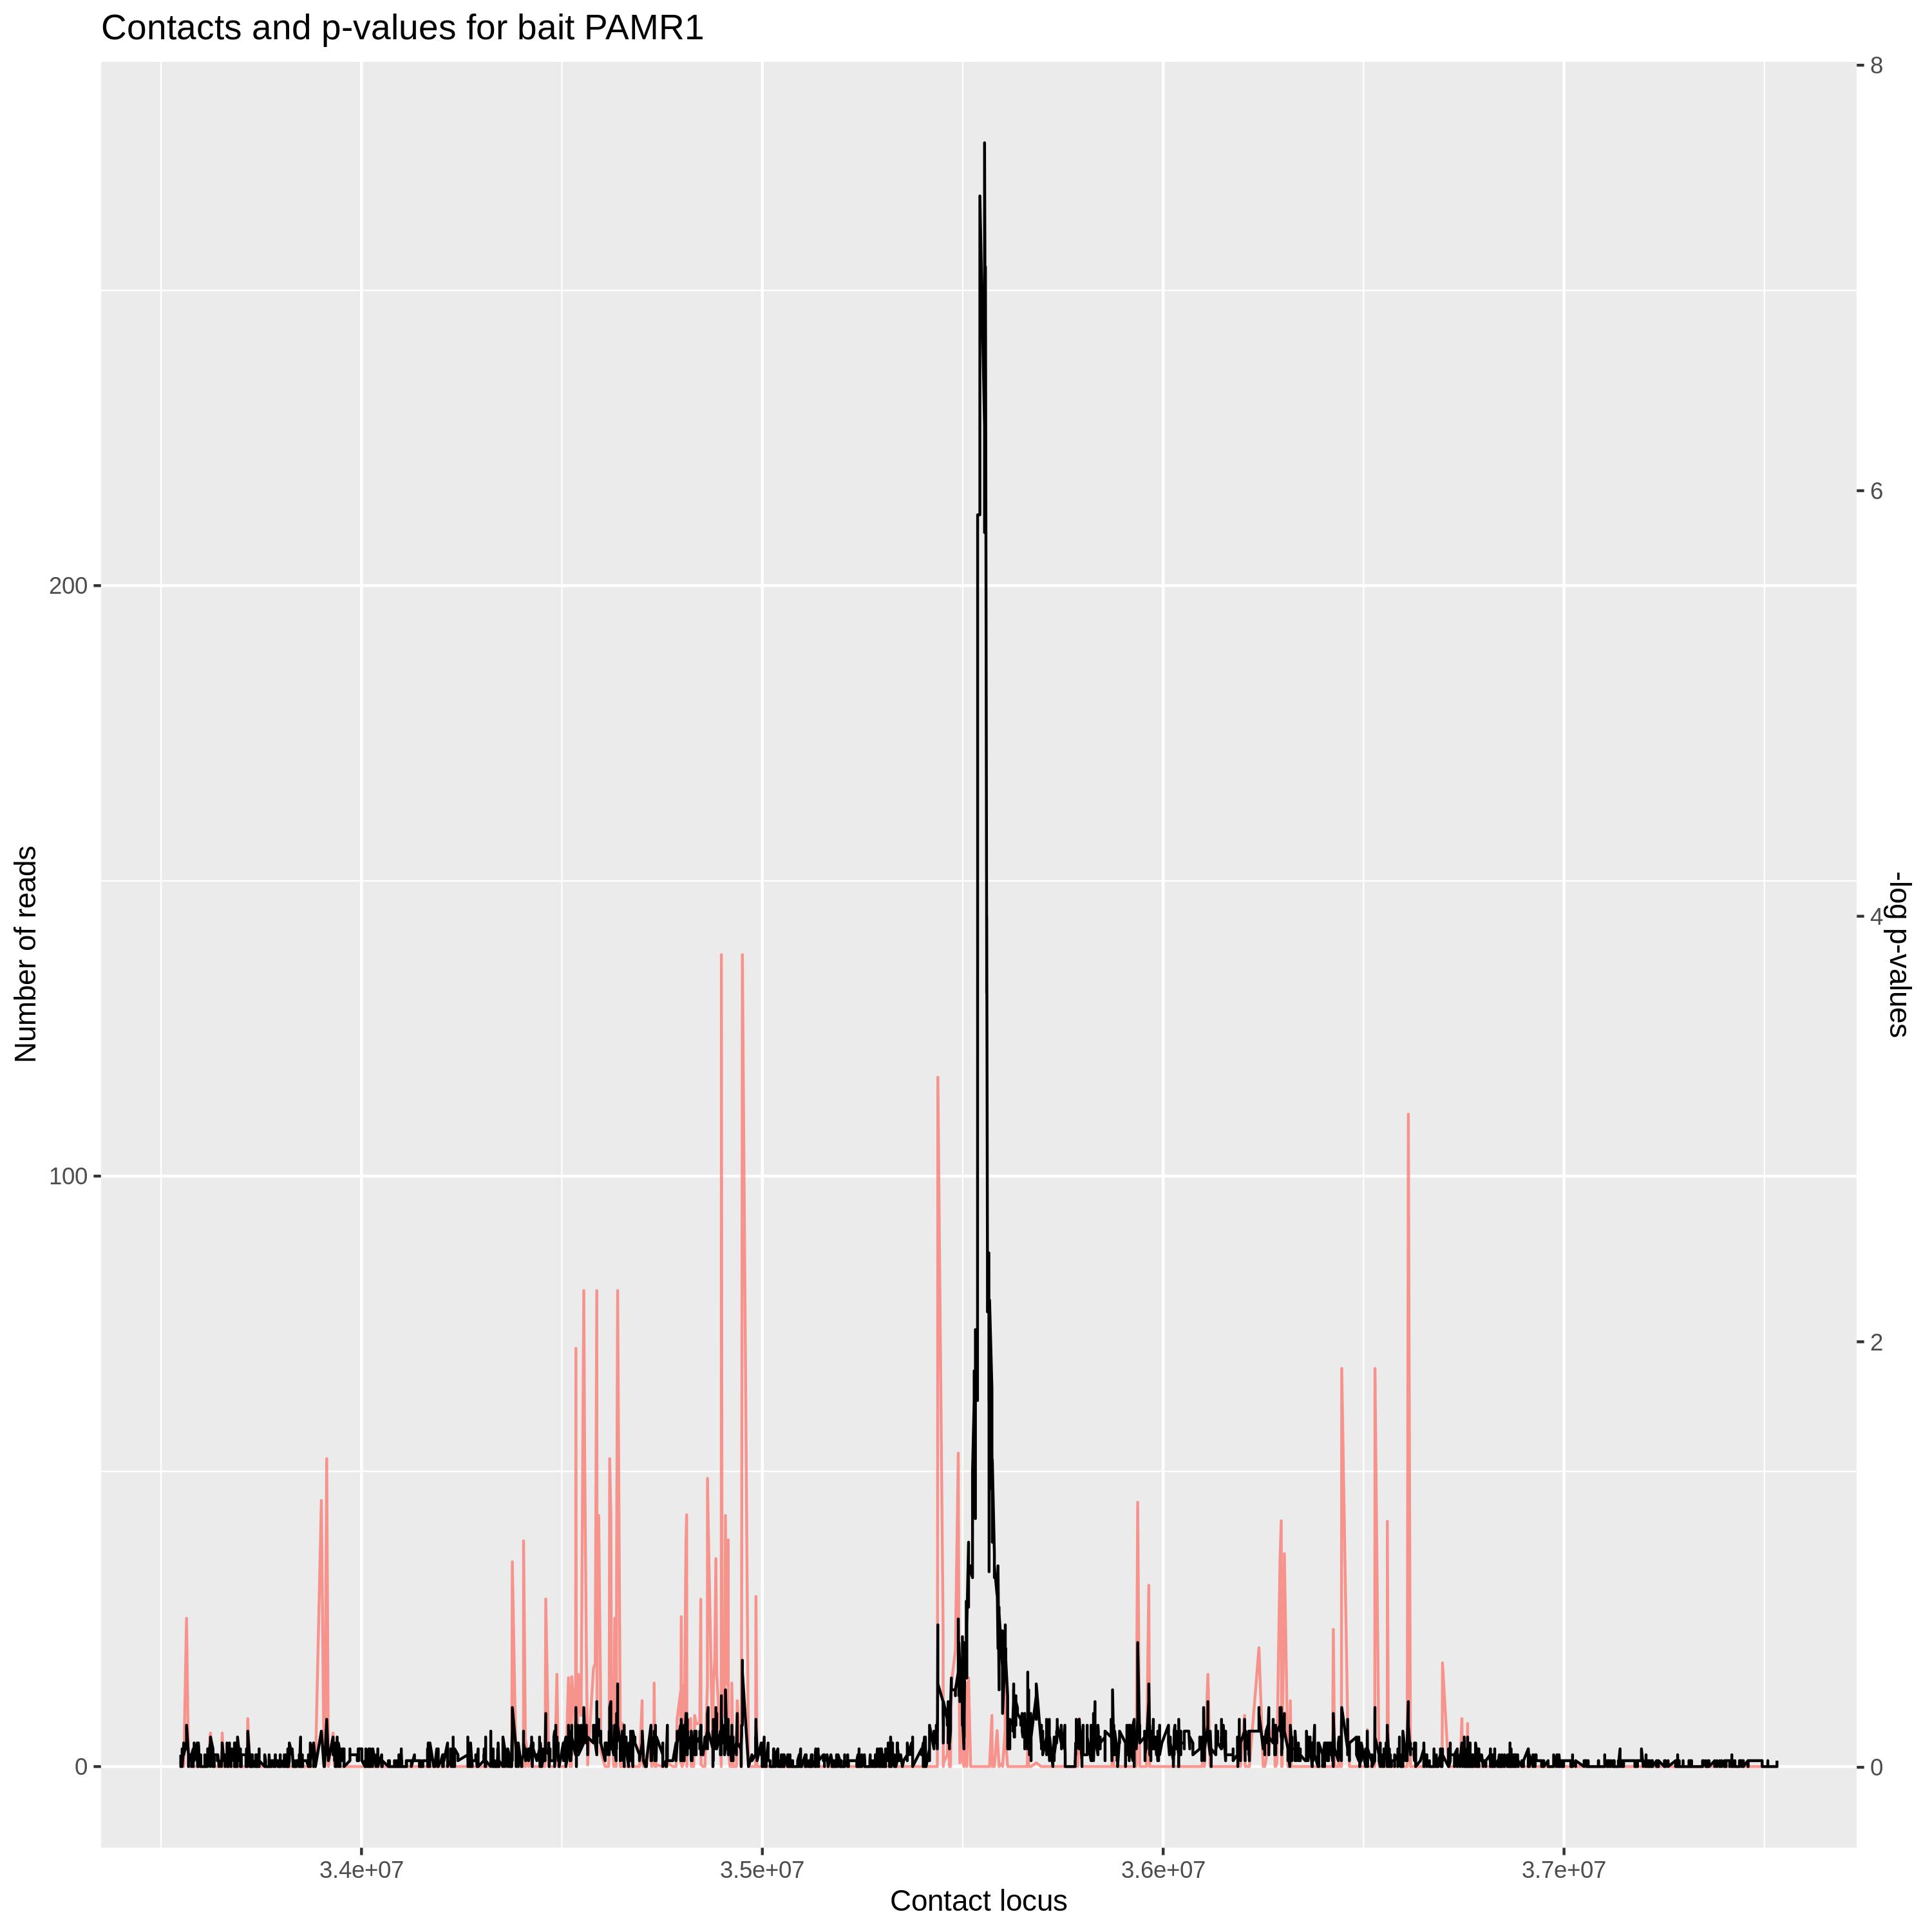 Contacts and p-values for bait PAMR1
8
6
200
4
Number of reads
-log p-values
2
100
0
0
3.4e+07
3.5e+07
3.6e+07
3.7e+07
Contact locus